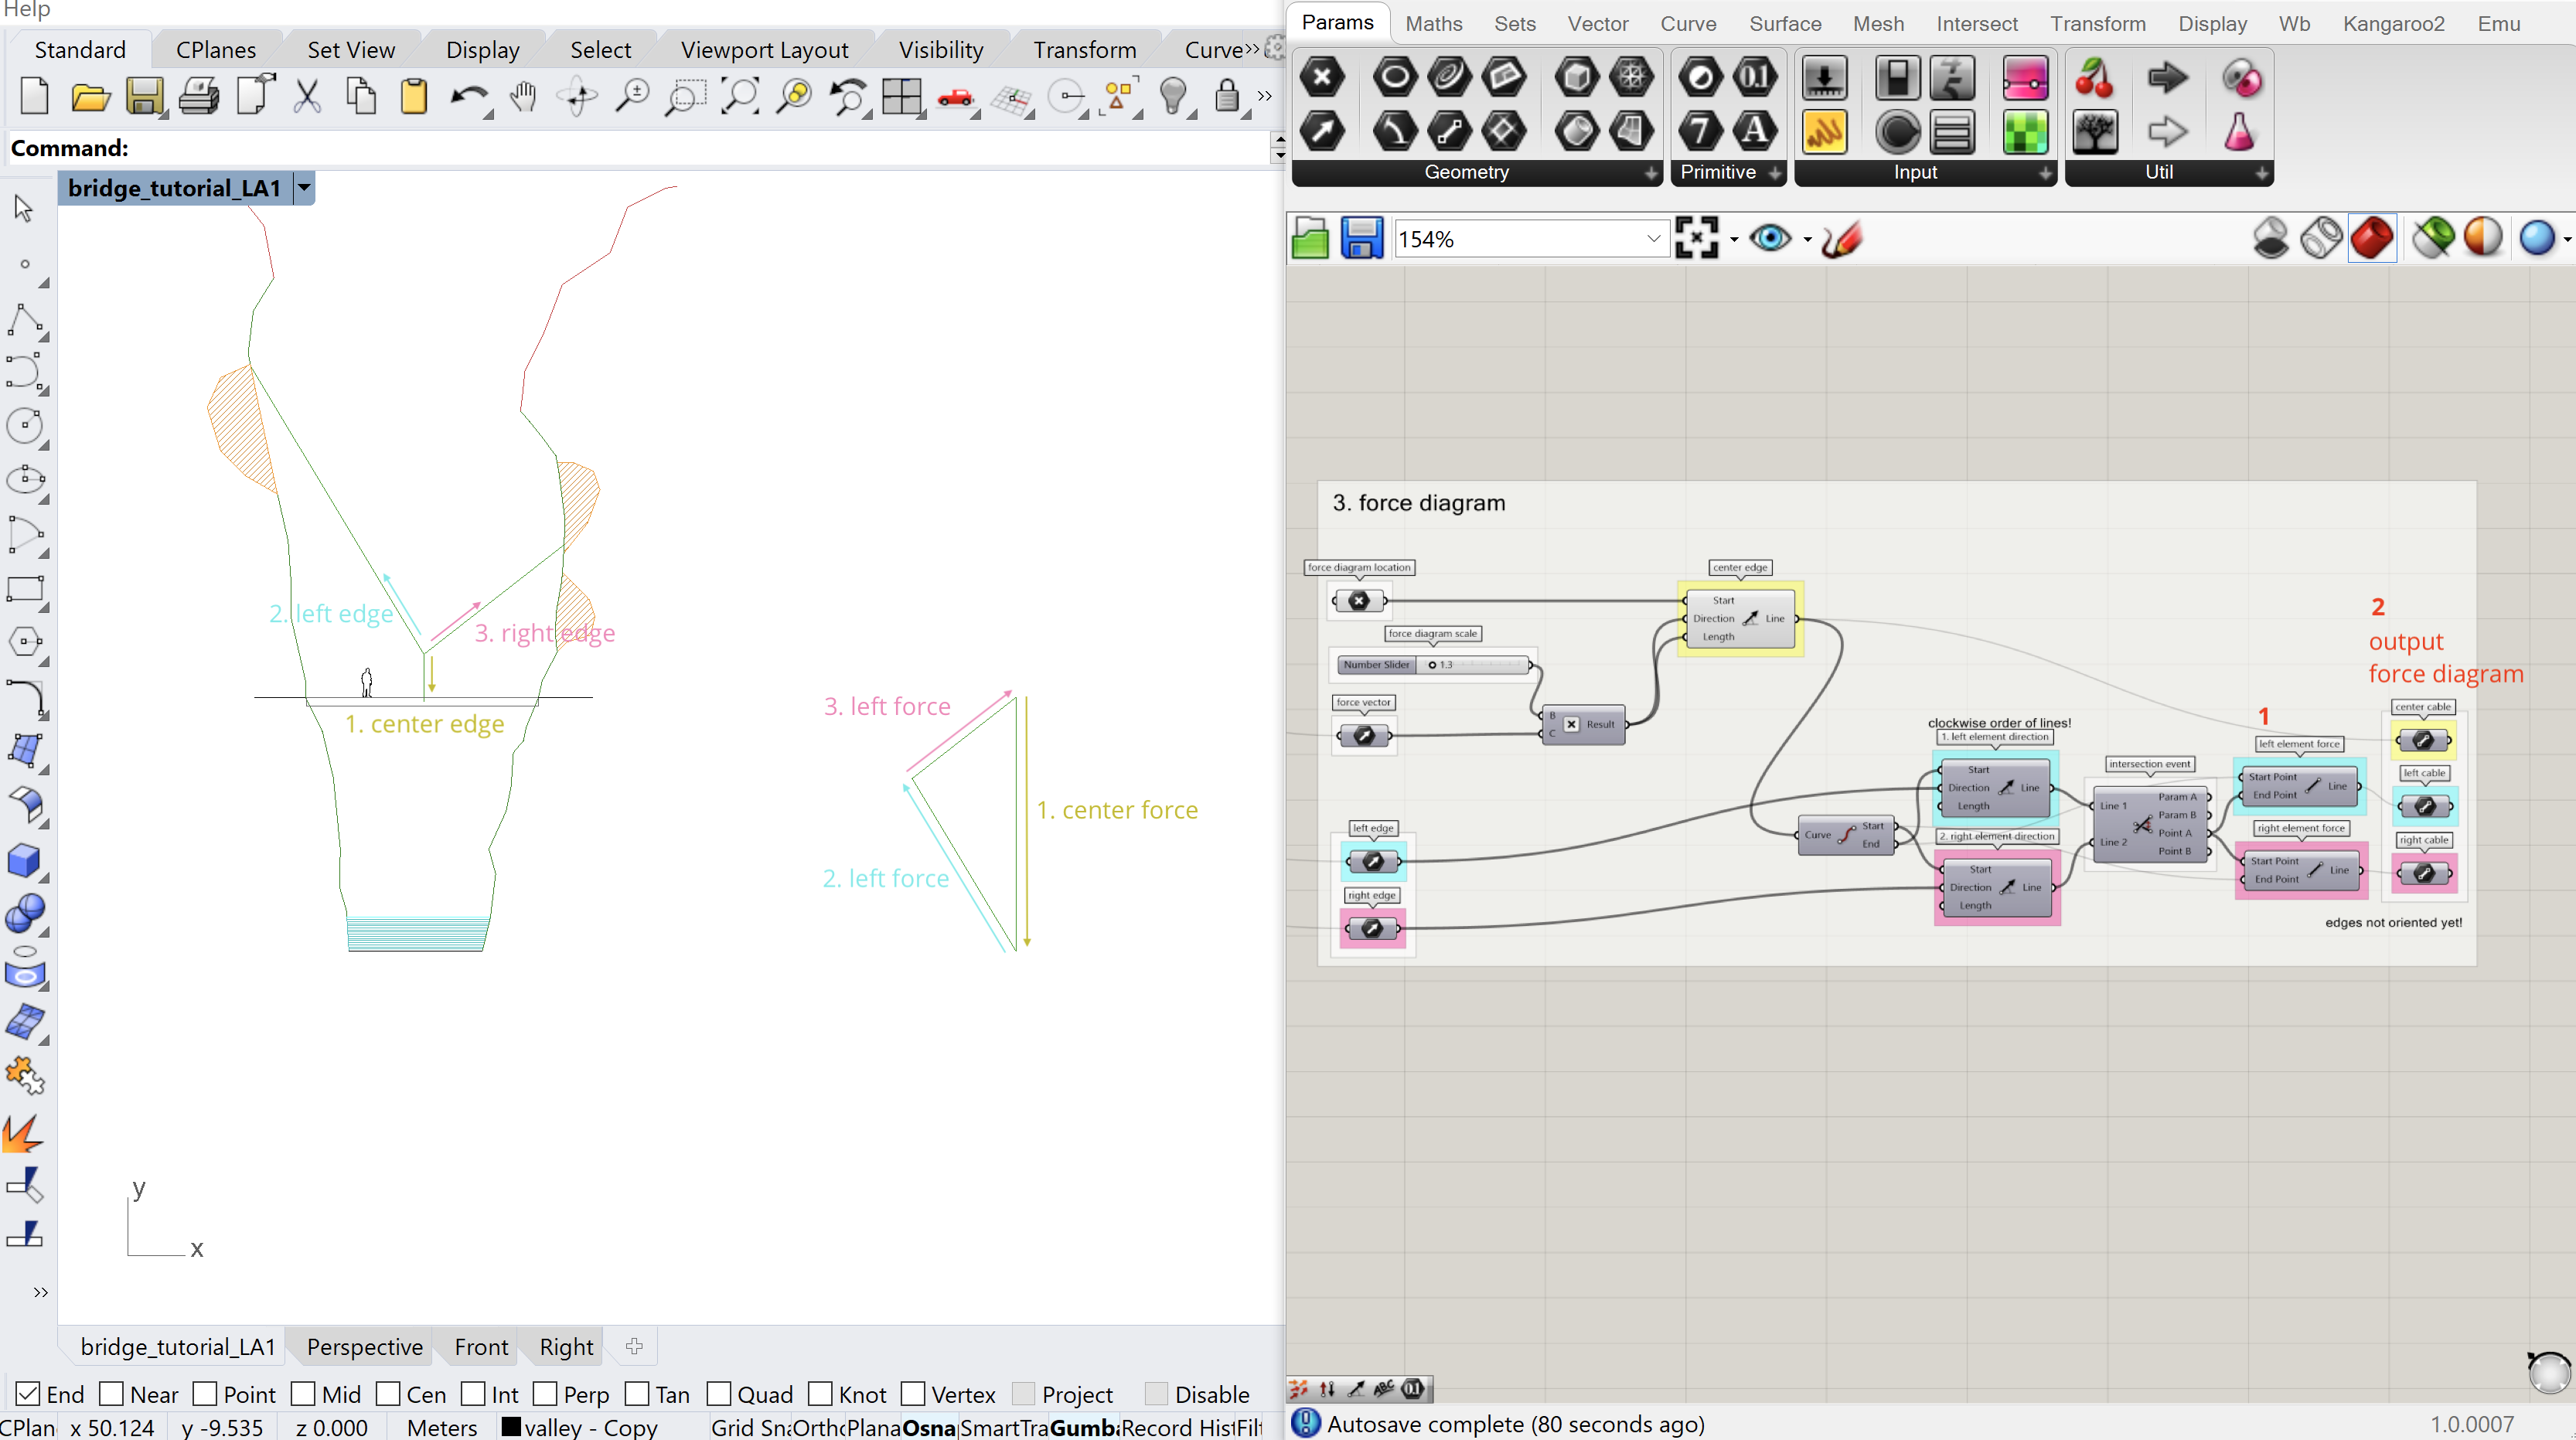 Help
Standard CPlanes Set View Display Select Viewport Layout Visibility Transform Curve
Command:
bridge_tutorial_LA1
2. left edge
3. right edge
1. center edge
3. left force
1. center force
2. left force
y
x
bridge_tutorial_LA1 Perspective Front Right
End Near Point Mid Cen Int Perp Tan Quad Knot Vertex Project Disable
CPlan x 50.124 y -9.535 z 0.000 Meters valley - Copy Grid Sn Ortho Plana Osna SmartTra Gumb Record Hist Filt
Params Maths Sets Vector Curve Surface Mesh Intersect Transform Display Wb Kangaroo2 Emu
Geometry Primitive Input Util
154%
3. force diagram
force diagram location
center edge
Start
Direction Line
Length
force diagram scale
Number Slider 1.3
force vector
B
C
Result
2
output
force diagram
1
clockwise order of lines!
1. left element direction
Start
Direction Line
Length
intersection event
Line 1
Line 2
Param A
Param B
Point A
Point B
left element force
Start Point
End Point
Line
center cable
left cable
right cable
left edge
right edge
Curve
Start
End
2. right element direction
Start
Direction Line
Length
right element force
Start Point
End Point
Line
edges not oriented yet!
Autosave complete (80 seconds ago)
1.0.0007